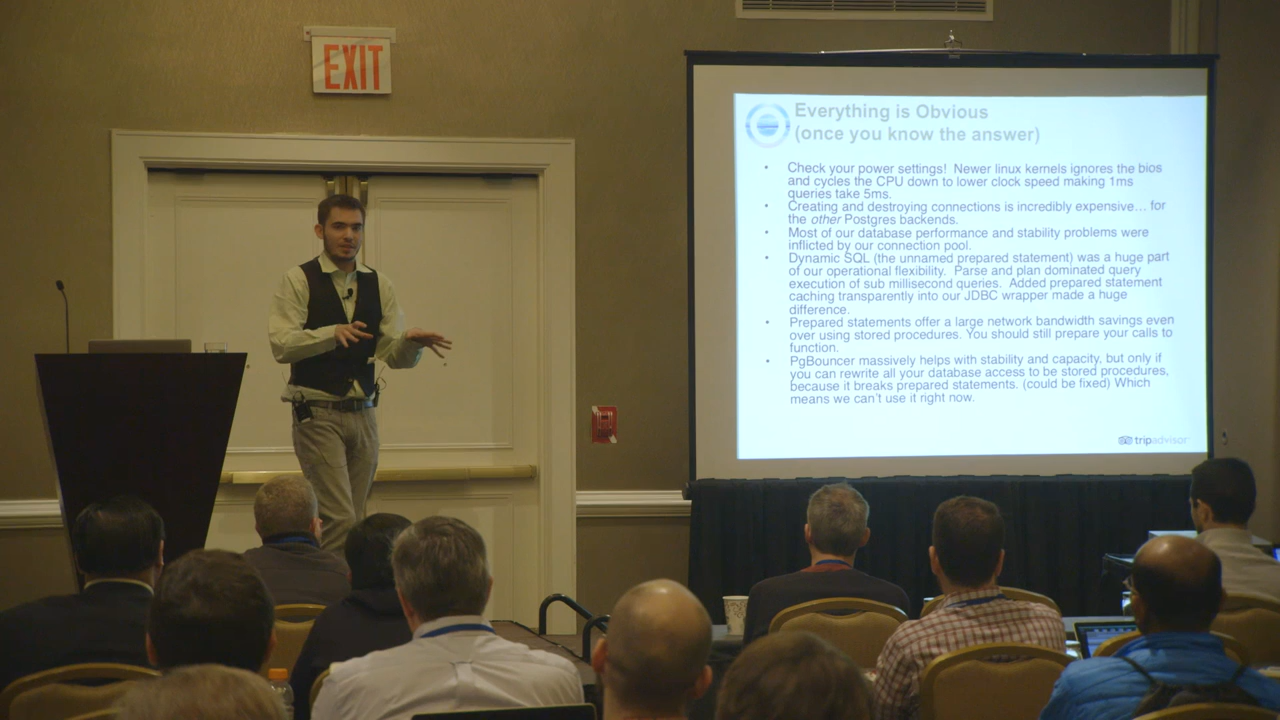 EXIT
Everything is Obvious
(once you know the answer)
• Check your power settings! Newer linux kernels ignores the bios
and cycles the CPU down to lower clock speed making 1ms
queries take 5ms.
• Creating and destroying connections is incredibly expensive… for
the other Postgres backends.
• Most of our database performance and stability problems were
inflicted by our connection pool.
• Dynamic SQL (the unnamed prepared statement) was a huge part
of our operational flexibility. Parse and plan dominated query
execution of sub millisecond queries. Added prepared statement
caching transparently into our JDBC wrapper made a huge
difference.
• Prepared statements offer a large network bandwidth savings even
over using stored procedures. You should still prepare your calls to
function.
• PgBouncer massively helps with stability and capacity, but only if
you can rewrite all your database access to be stored procedures,
because it breaks prepared statements. (could be fixed) Which
means we can't use it right now.
tripadvisor